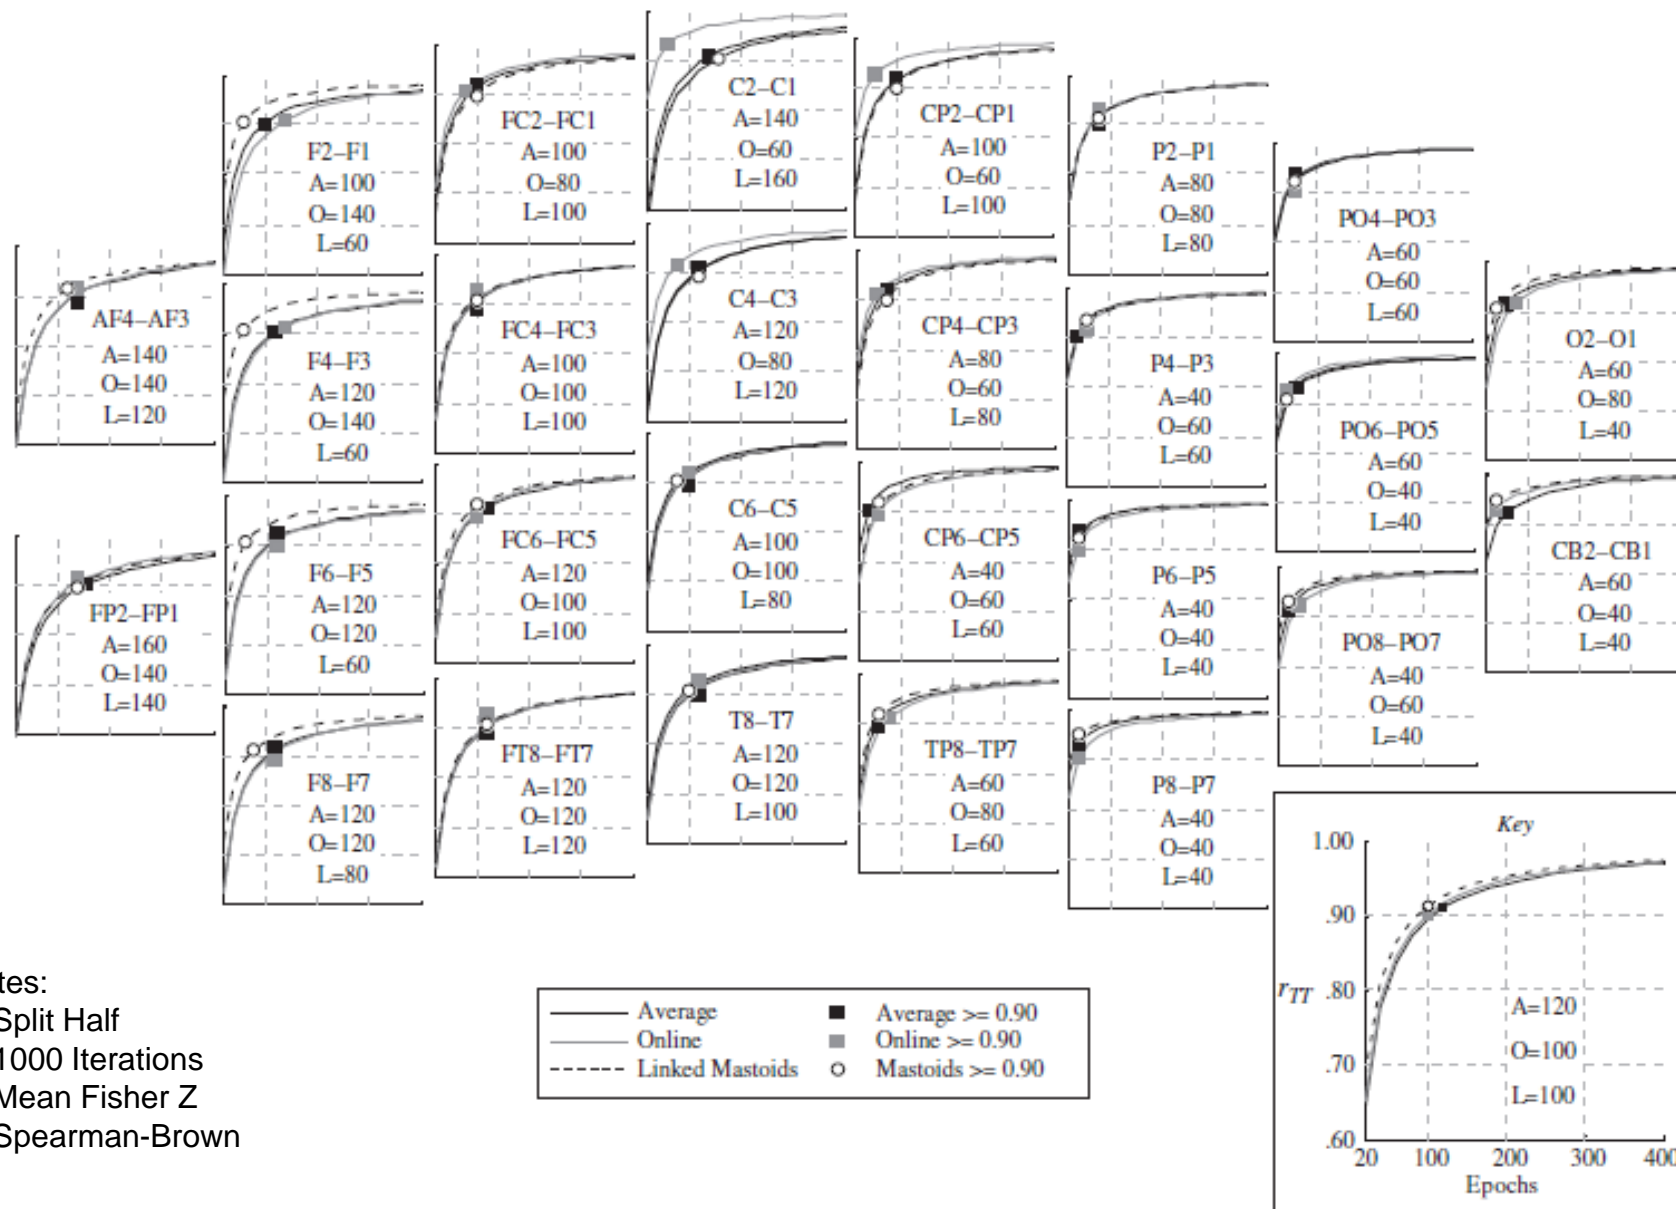 C2–C1
A=140
O=60
L=160
FC2–FC1
A=100
O=80
L=100
CP2–CP1
A=100
O=60
L=100
F2–F1
A=100
O=140
L=60
P2–P1
A=80
O=80
L=80
PO4–PO3
A=60
O=60
L=60
AF4–AF3
A=140
O=140
L=120
F4–F3
A=120
O=140
L=60
FC4–FC3
A=100
O=100
L=100
C4–C3
A=120
O=80
L=120
CP4–CP3
A=80
O=60
L=80
P4–P3
A=40
O=60
L=60
PO6–PO5
A=60
O=40
L=40
O2–O1
A=60
O=80
L=40
FP2–FP1
A=160
O=140
L=140
F6–F5
A=120
O=120
L=60
FC6–FC5
A=120
O=100
L=100
C6–C5
A=100
O=100
L=80
CP6–CP5
A=40
O=60
L=60
P6–P5
A=40
O=40
L=40
PO8–PO7
A=40
O=60
L=40
CB2–CB1
A=60
O=40
L=40
F8–F7
A=120
O=120
L=80
FT8–FT7
A=120
O=120
L=120
T8–T7
A=120
O=120
L=100
TP8–TP7
A=60
O=80
L=60
P8–P7
A=40
O=40
L=40
tes:
Split Half
1000 Iterations
Mean Fisher Z
Spearman-Brown
Average
Online
Linked Mastoids
Average >= 0.90
Online >= 0.90
Mastoids >= 0.90
Key
1.00
.90
.80
.70
.60
rTT
A=120
O=100
L=100
20 100 200 300 400
Epochs